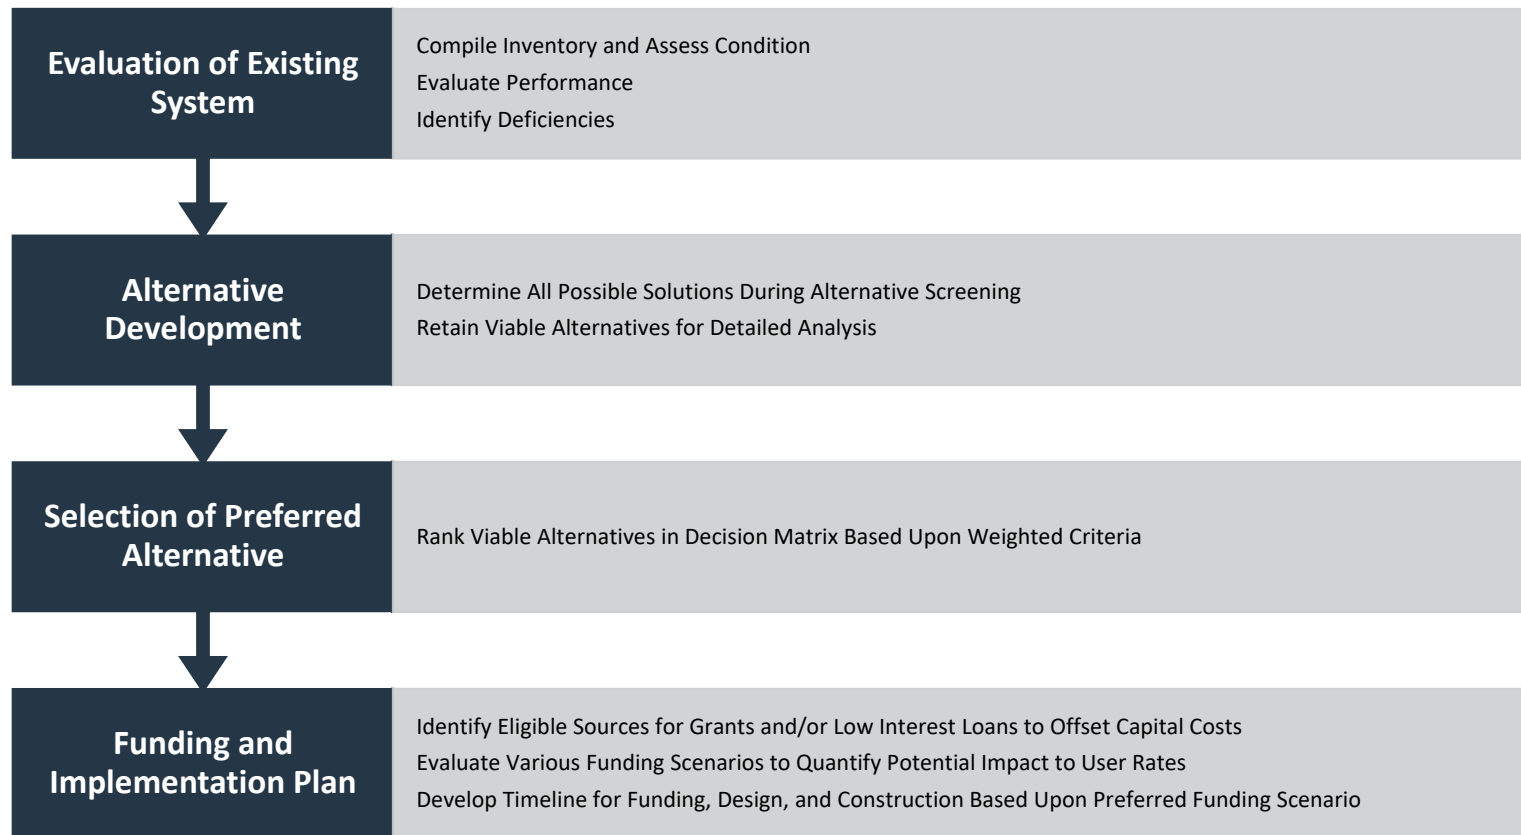 Evaluation of Existing
System
Compile Inventory and Assess Condition
Evaluate Performance
Identify Deficiencies
Alternative
Development
Determine All Possible Solutions During Alternative Screening
Retain Viable Alternatives for Detailed Analysis
Selection of Preferred
Alternative
Rank Viable Alternatives in Decision Matrix Based Upon Weighted Criteria
Funding and
Implementation Plan
Identify Eligible Sources for Grants and/or Low Interest Loans to Offset Capital Costs
Evaluate Various Funding Scenarios to Quantify Potential Impact to User Rates
Develop Timeline for Funding, Design, and Construction Based Upon Preferred Funding Scenario